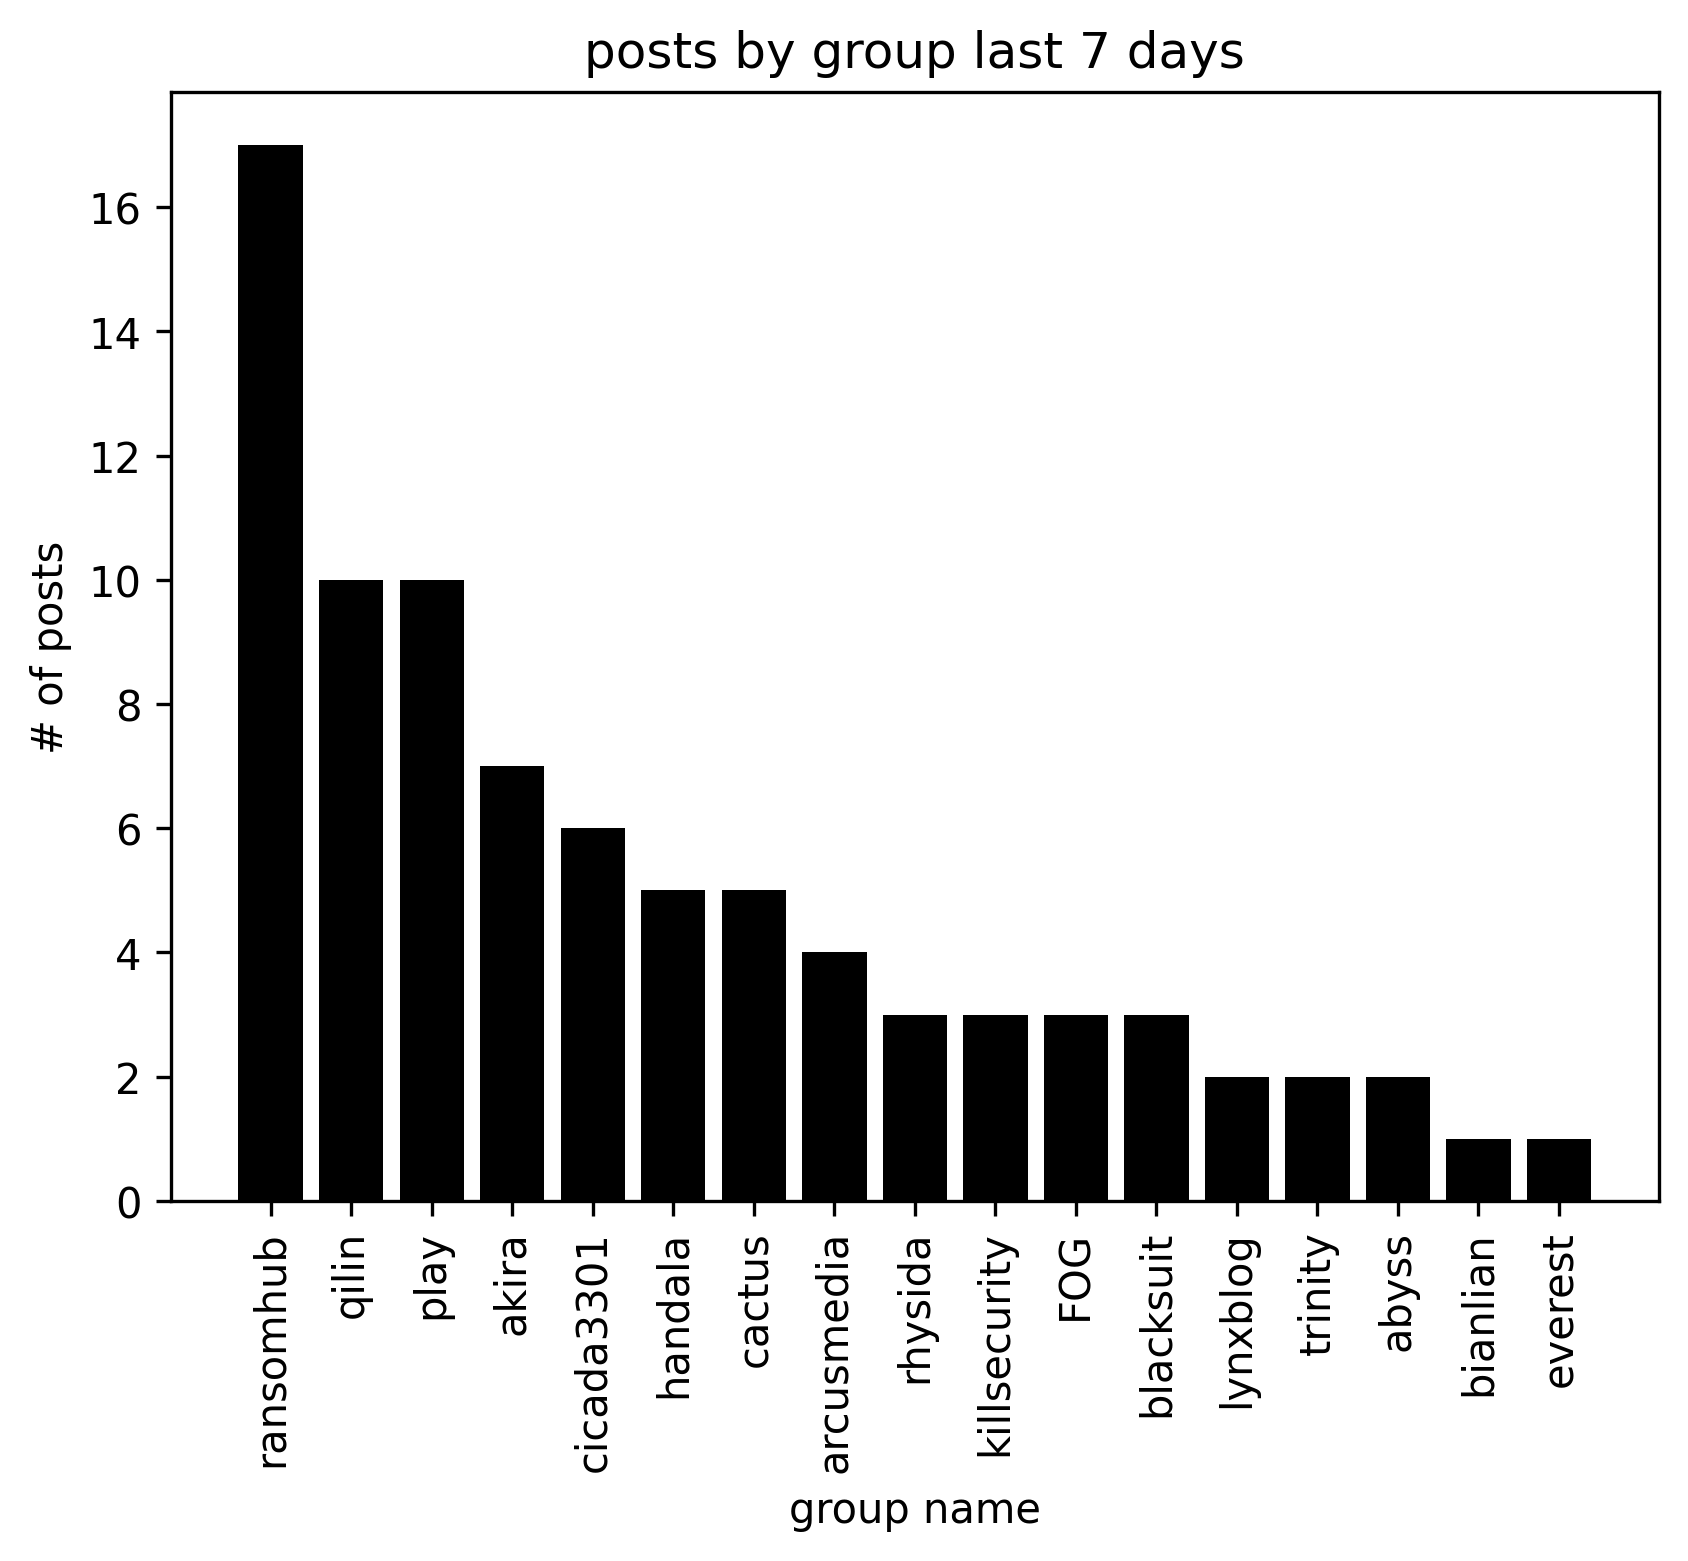 posts by group last 7 days
# of posts
16
14
12
10
8
6
4
2
0
ransomhub
qilin
play
akira
cicada3301
handala
cactus
arcusmedia
rhysida
killsecurity
FOG
blacksuit
lynxblog
trinity
abyss
bianlian
everest
group name